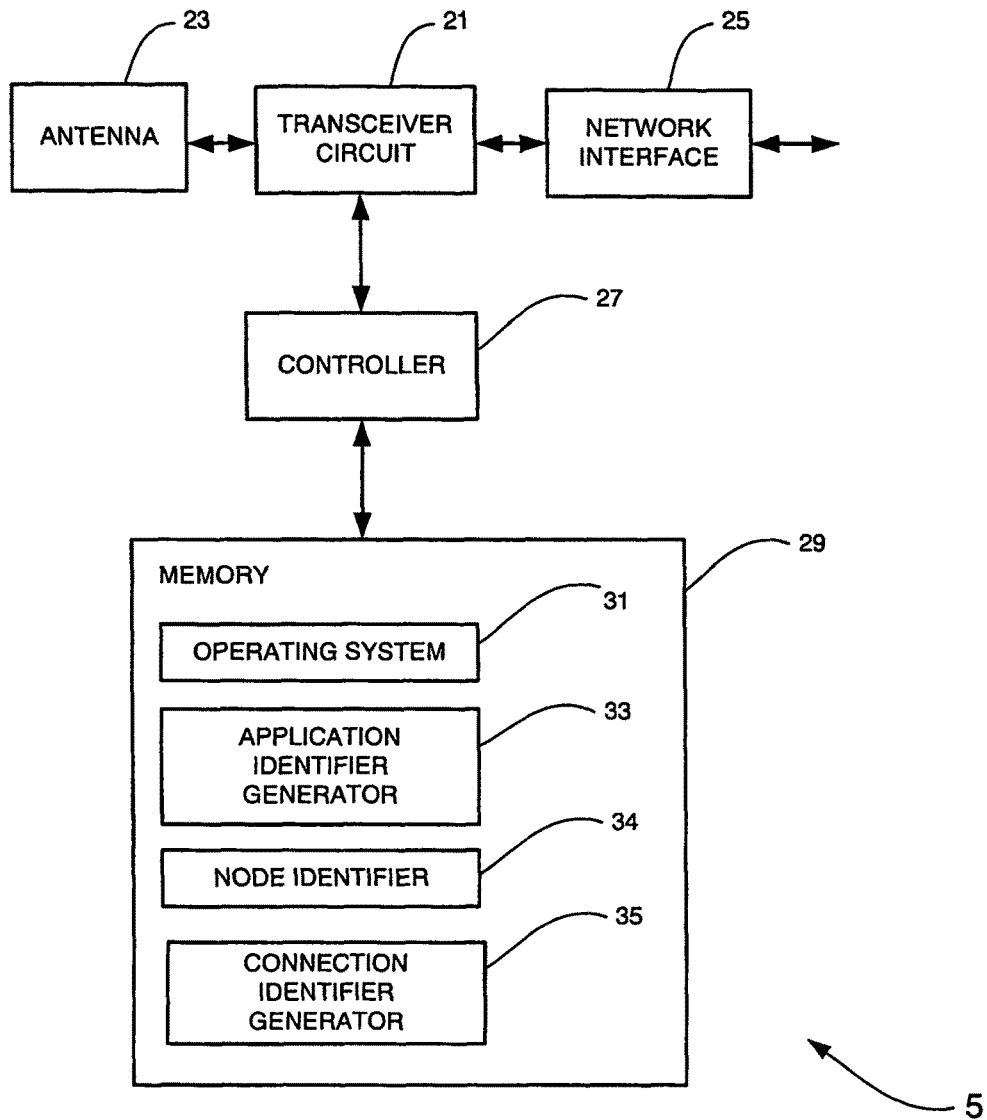 23
21
25
ANTENNA
TRANSCEIVER
CIRCUIT
NETWORK
INTERFACE
27
CONTROLLER
29
MEMORY
31
OPERATING SYSTEM
33
APPLICATION
IDENTIFIER
GENERATOR
34
NODE IDENTIFIER
35
CONNECTION
IDENTIFIER
GENERATOR
5